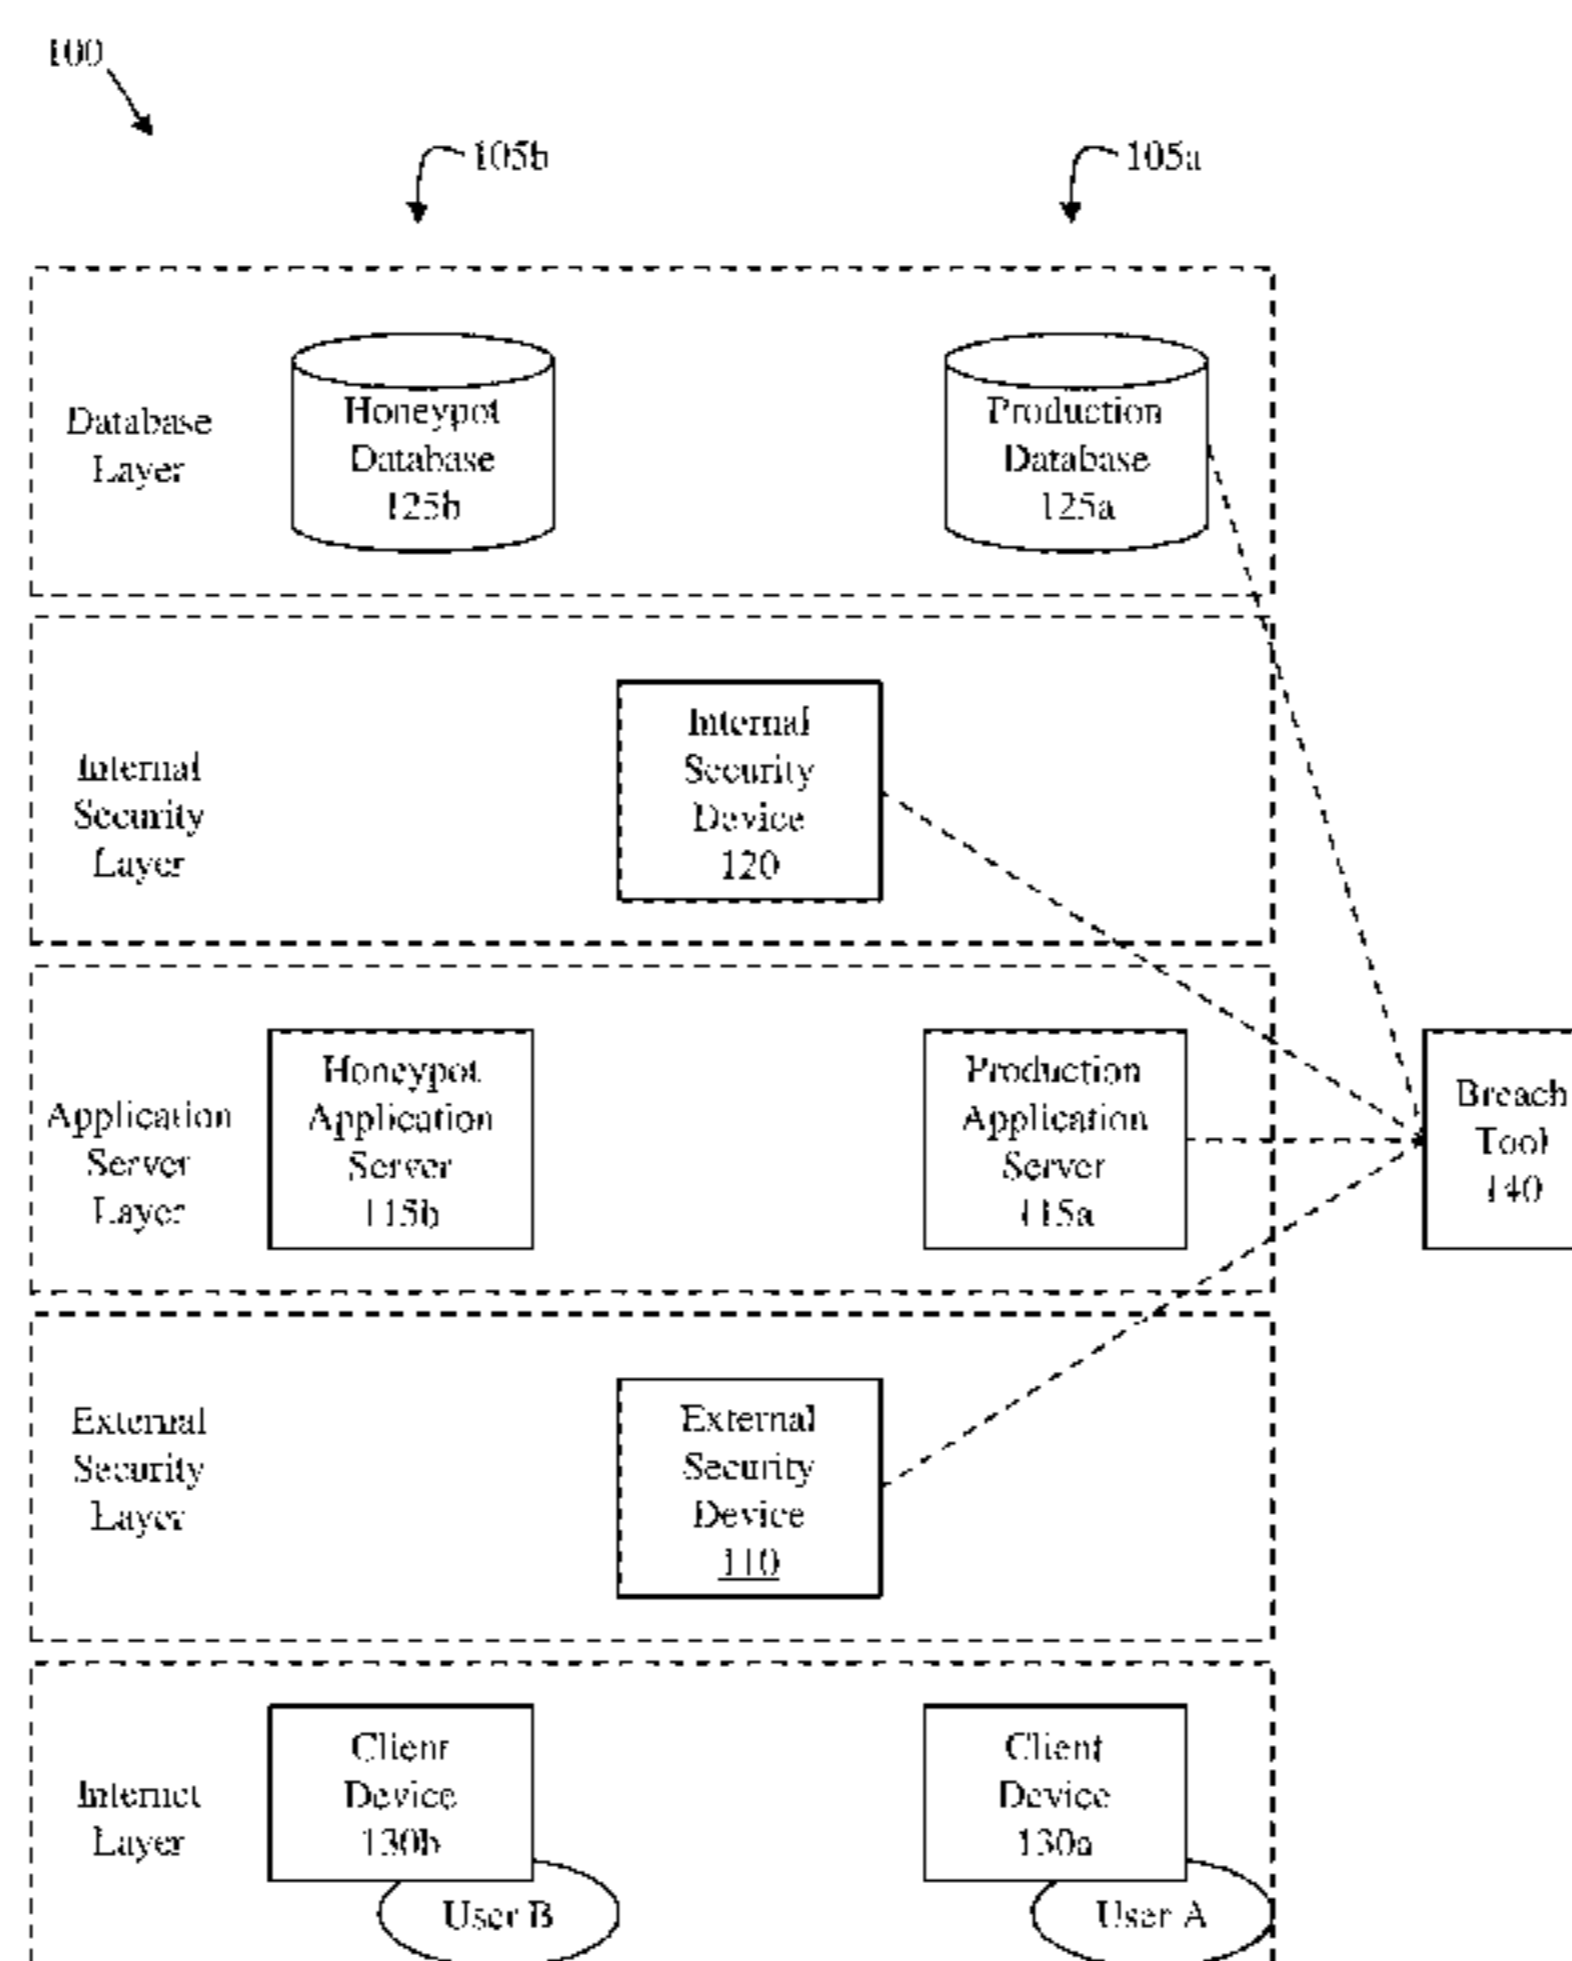 100
105b
105a
Database
Layer
Honeypot
Database
125b
Production
Database
125a
Internal
Security
Layer
Internal
Security
Device
120
Application
Server
Layer
Honeypot
Application
Server
115b
Production
Application
Server
115a
Breach
Tool
140
External
Security
Layer
External
Security
Device
110
Internet
Layer
Client
Device
130b
User B
Client
Device
130a
User A